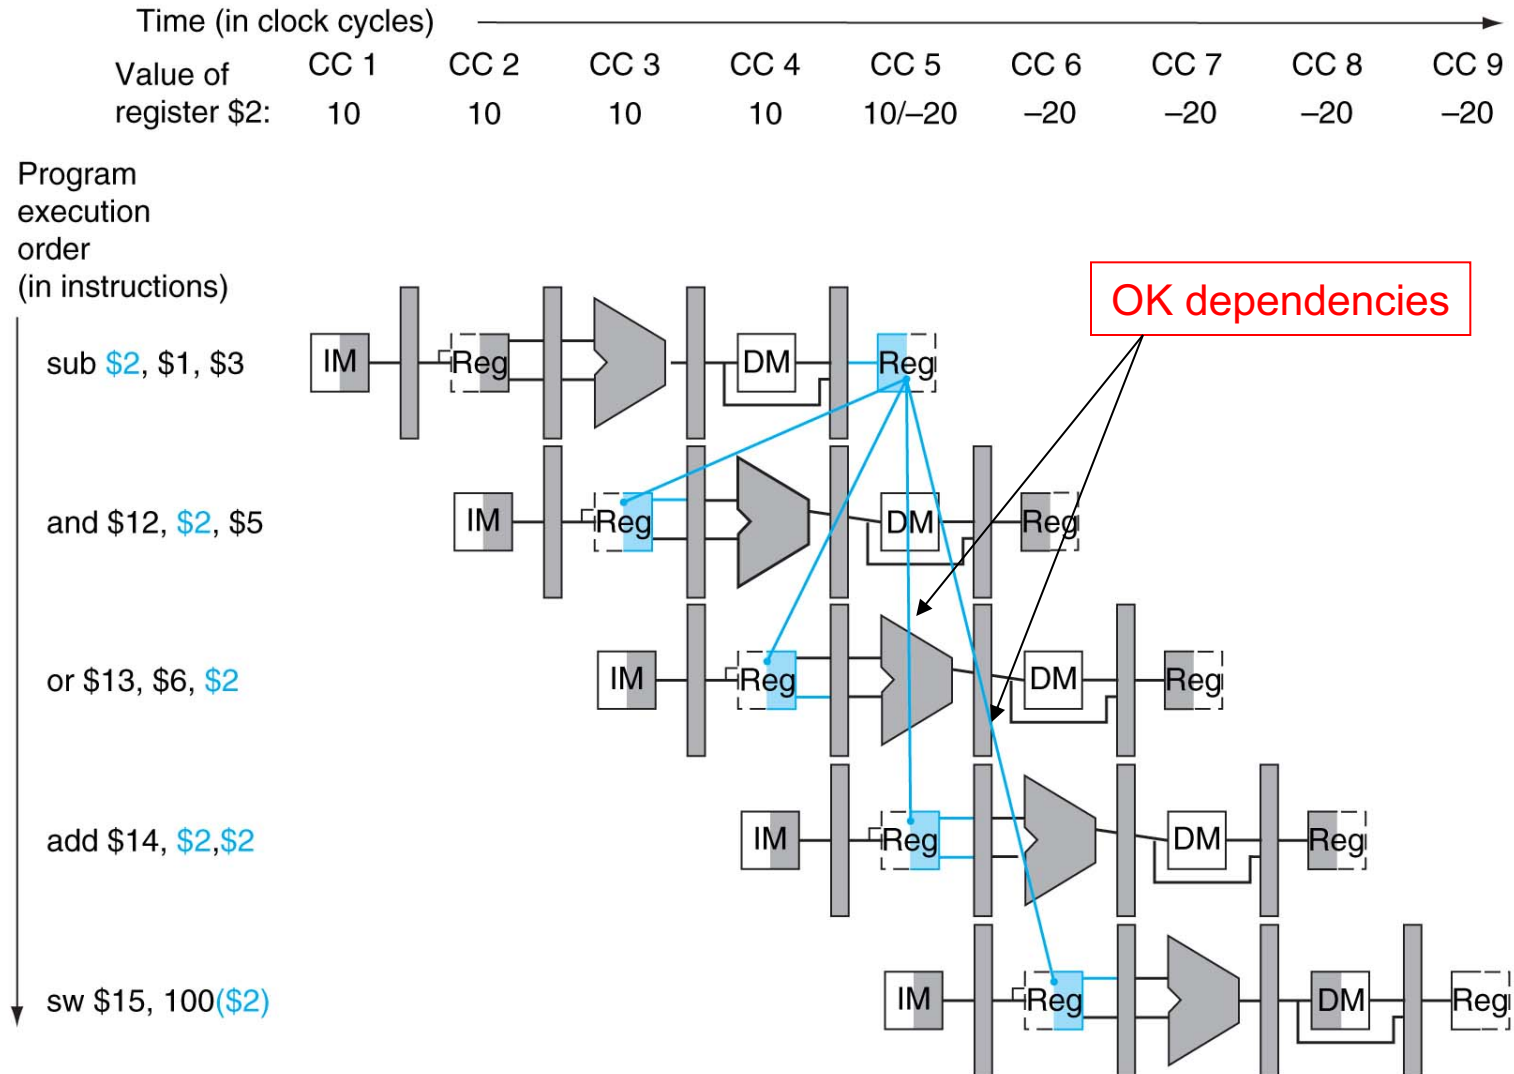 Time (in clock cycles)
Value of register $2:
CC 1 CC 2 CC 3 CC 4 CC 5 CC 6 CC 7 CC 8 CC 9
10 10 10 10 10/–20 –20 –20 –20 –20
Program
execution
order
(in instructions)
OK dependencies
sub $2, $1, $3
IM Reg DM Reg
and $12, $2, $5
IM Reg DM Reg
or $13, $6, $2
IM Reg DM Reg
add $14, $2,$2
IM Reg DM Reg
sw $15, 100($2)
IM Reg DM Reg